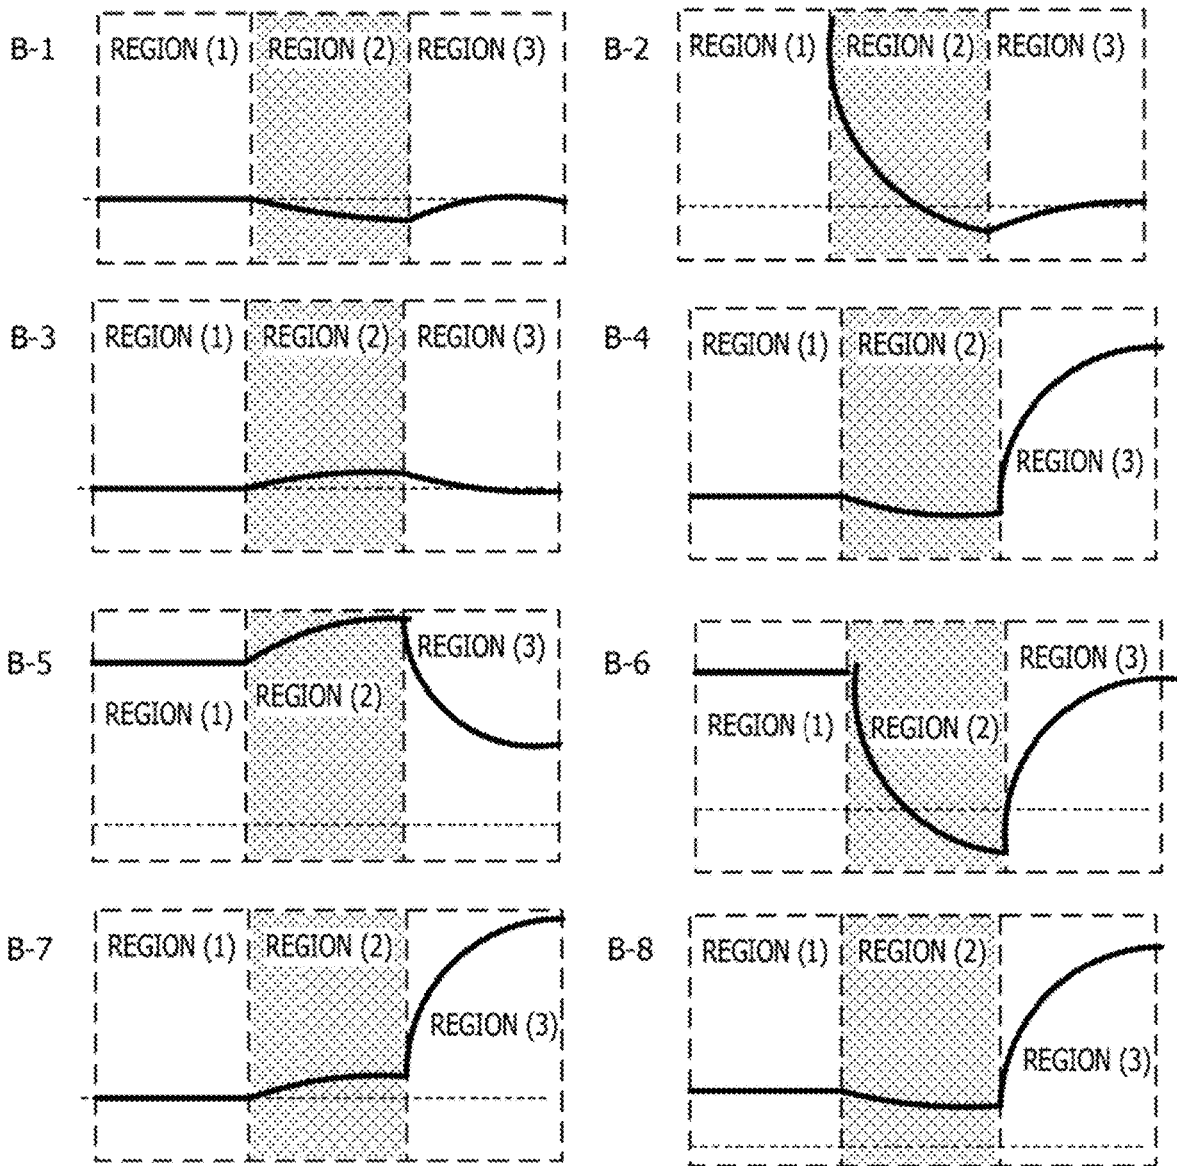 B-1 REGION (1) REGION (2) REGION (3)
B-2 REGION (1) REGION (2) REGION (3)
B-3 REGION (1) REGION (2) REGION (3)
B-4 REGION (1) REGION (2)
REGION (3)
B-5 REGION (3)
REGION (2)
REGION (1)
B-6 REGION (3)
REGION (1) REGION (2)
B-7 REGION (1) REGION (2)
REGION (3)
B-8 REGION (1) REGION (2)
REGION (3)